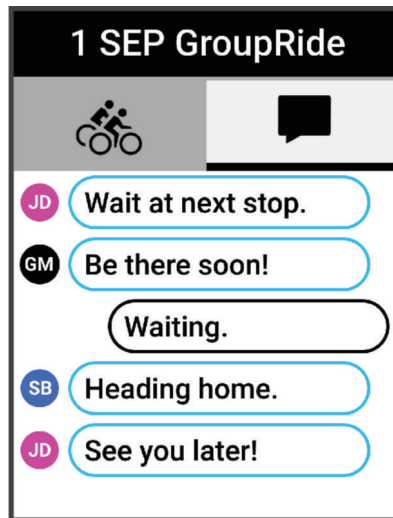 1 SEP GroupRide
JD Wait at next stop.
GM Be there soon!
Waiting.
SB Heading home.
JD See you later!